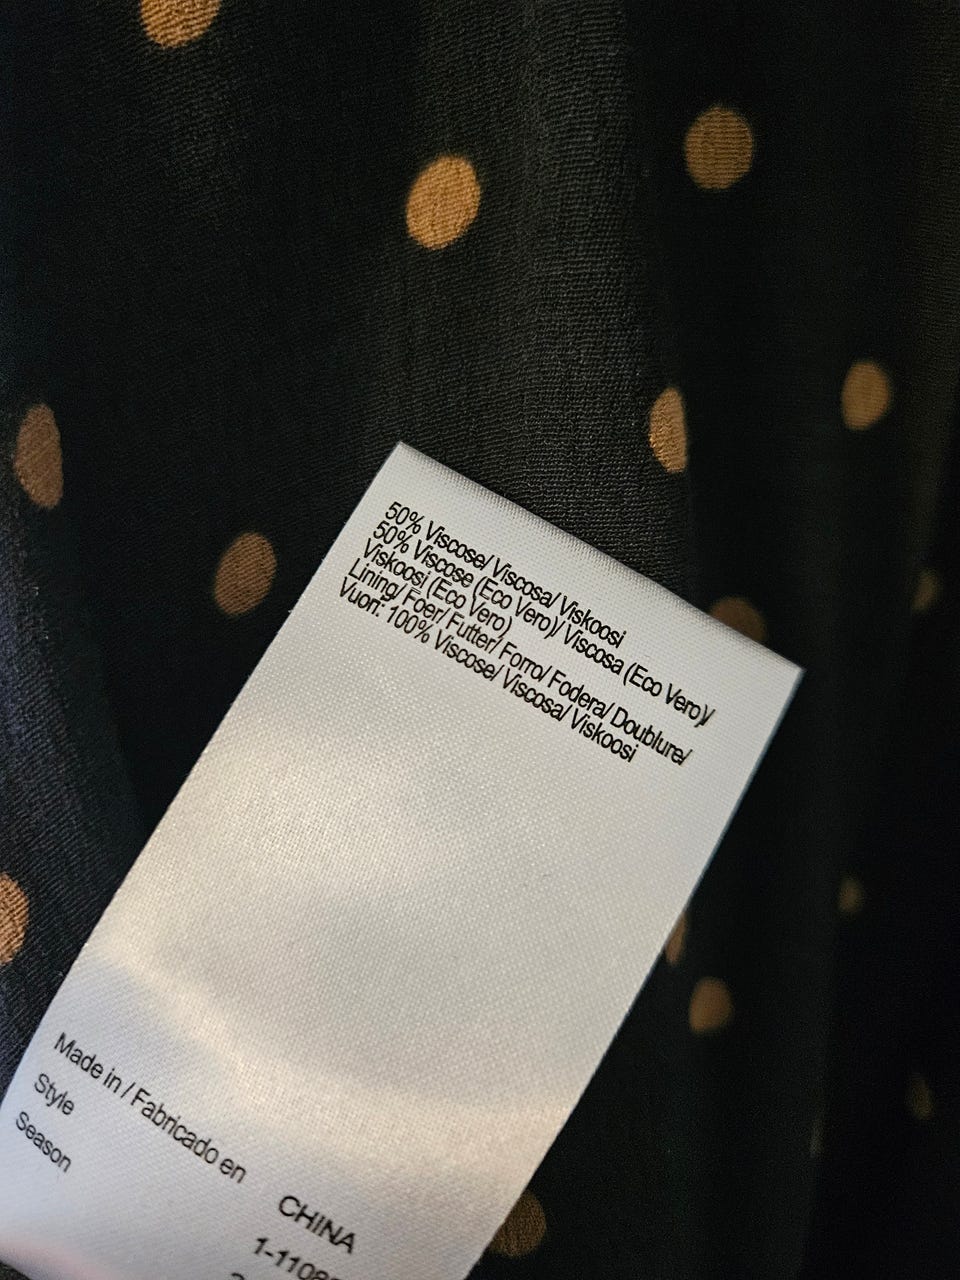 50% Viscose/ Viscosa/ Viskoosi
50% Viscose (Eco Vero)/ Viscosa (Eco Vero)/
Viskoosi (Eco Vero)
Lining/ Foer/ Futter/ Forro/ Fodera/ Doublure/
Vuori: 100% Viscose/ Viscosa/ Viskoosi
Made in / Fabricado en CHINA
Style
Season